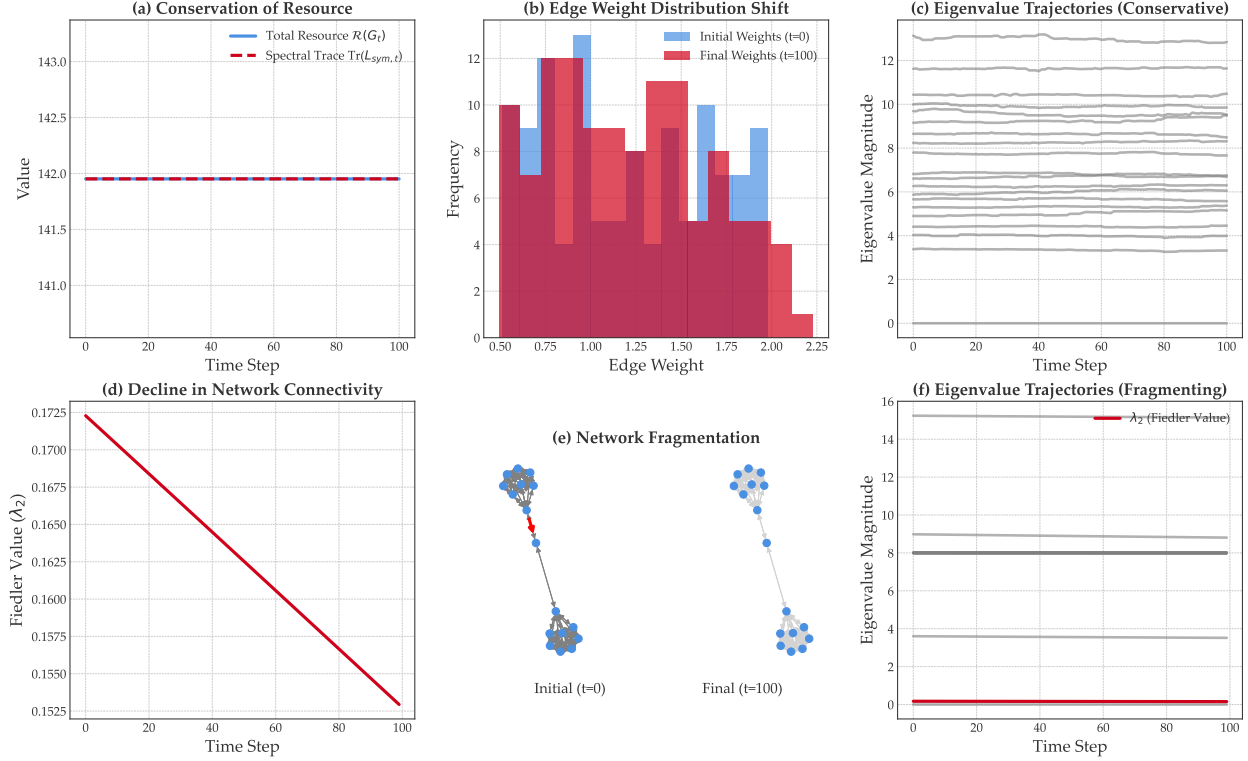 (a) Conservation of Resource
Total Resource R(G_t)
Spectral Trace Tr(L_{sym,t})
143.0
142.5
142.0
141.5
141.0
Value
0 20 40 60 80 100
Time Step
(b) Edge Weight Distribution Shift
Initial Weights (t=0)
Final Weights (t=100)
12
10
8
6
4
2
0
Frequency
0.50 0.75 1.00 1.25 1.50 1.75 2.00 2.25
Edge Weight
(c) Eigenvalue Trajectories (Conservative)
12
10
8
6
4
2
0
Eigenvalue Magnitude
0 20 40 60 80 100
Time Step
(d) Decline in Network Connectivity
0.1725
0.1700
0.1675
0.1650
0.1625
0.1600
0.1575
0.1550
0.1525
Fiedler Value (λ₂)
0 20 40 60 80 100
Time Step
(e) Network Fragmentation
Initial (t=0)
Final (t=100)
(f) Eigenvalue Trajectories (Fragmenting)
λ₂ (Fiedler Value)
16
14
12
10
8
6
4
2
0
Eigenvalue Magnitude
0 20 40 60 80 100
Time Step